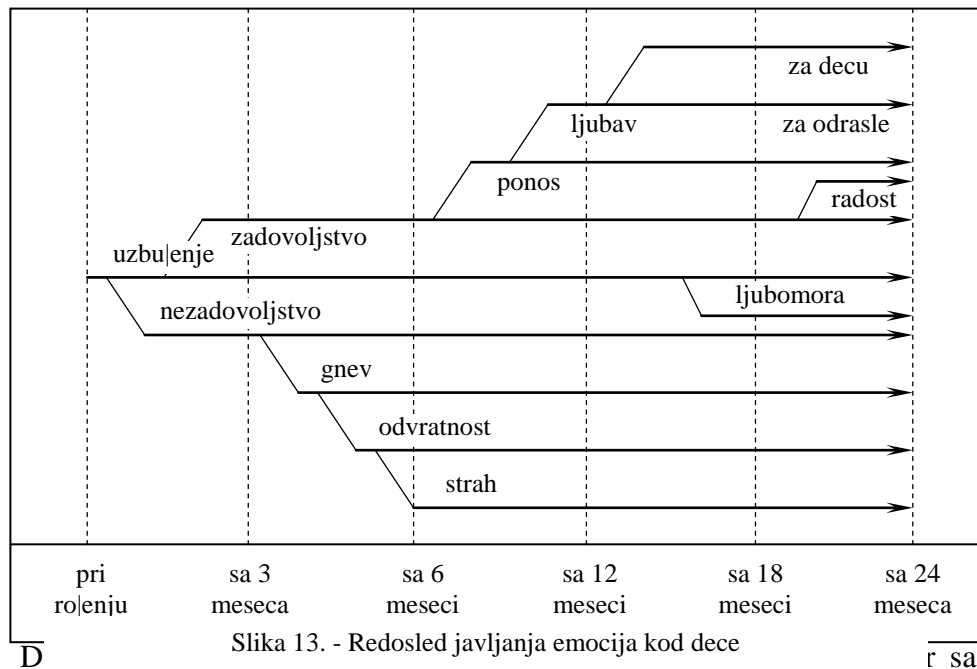 za decu
ljubav za odrasle
ponos
radost
zadovoljstvo
uzbu|enje
ljubomora
nezadovoljstvo
gnev
odvratnost
strah
pri sa 3 sa 6 sa 12 sa 18 sa 24
ro|enju meseca meseci meseci meseci meseca
Slika 13. - Redosled javljanja emocija kod dece
D sa